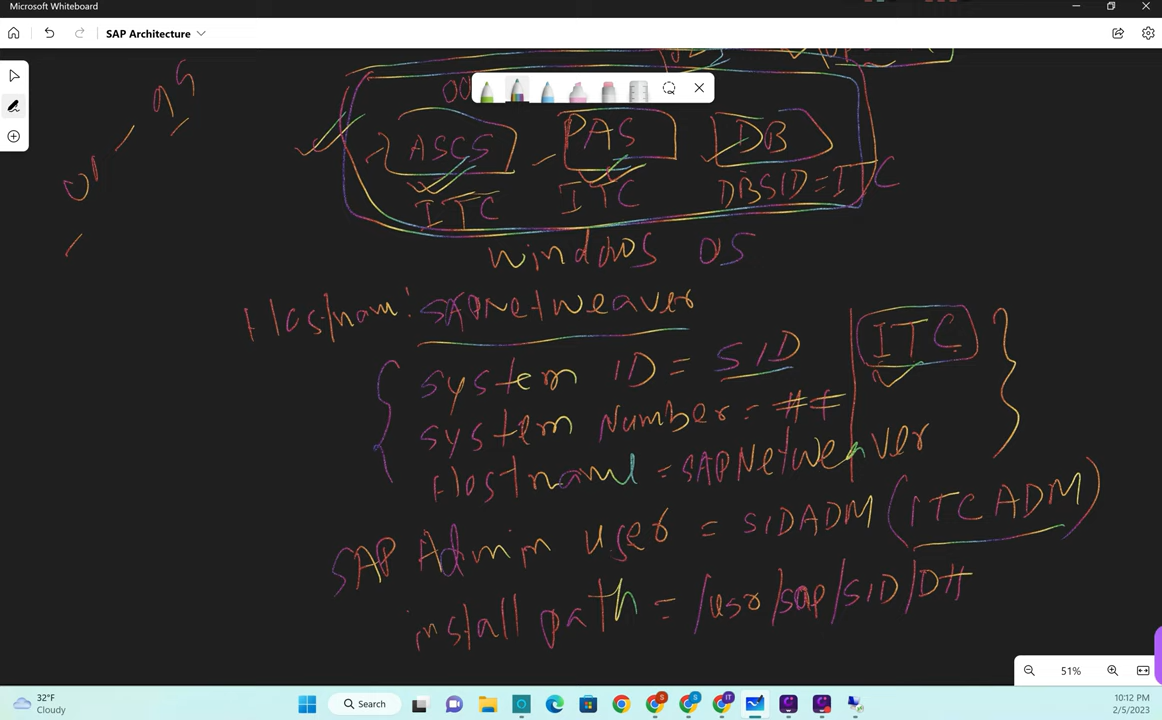 Microsoft Whiteboard
SAP Architecture
ASCS PAS DB
ITC ITC DBSID=ITC
windows OS
Hostnam: SAPNetweaver
system ID = SID ITC
system Number = ##
Hostname = SAPNetweaver
SAP Admin user = SIDADM (ITCADM)
install path = /usr/sap/SID/D#
51%
32°F
Cloudy
Search
10:12 PM
2/5/2023